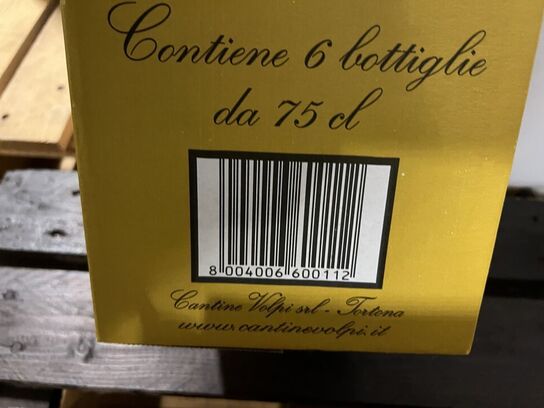 Contiene 6 bottiglie
da 75 cl
8 004006 600112
Cantine Volpi srl - Tortona
www.cantinevolpi.it